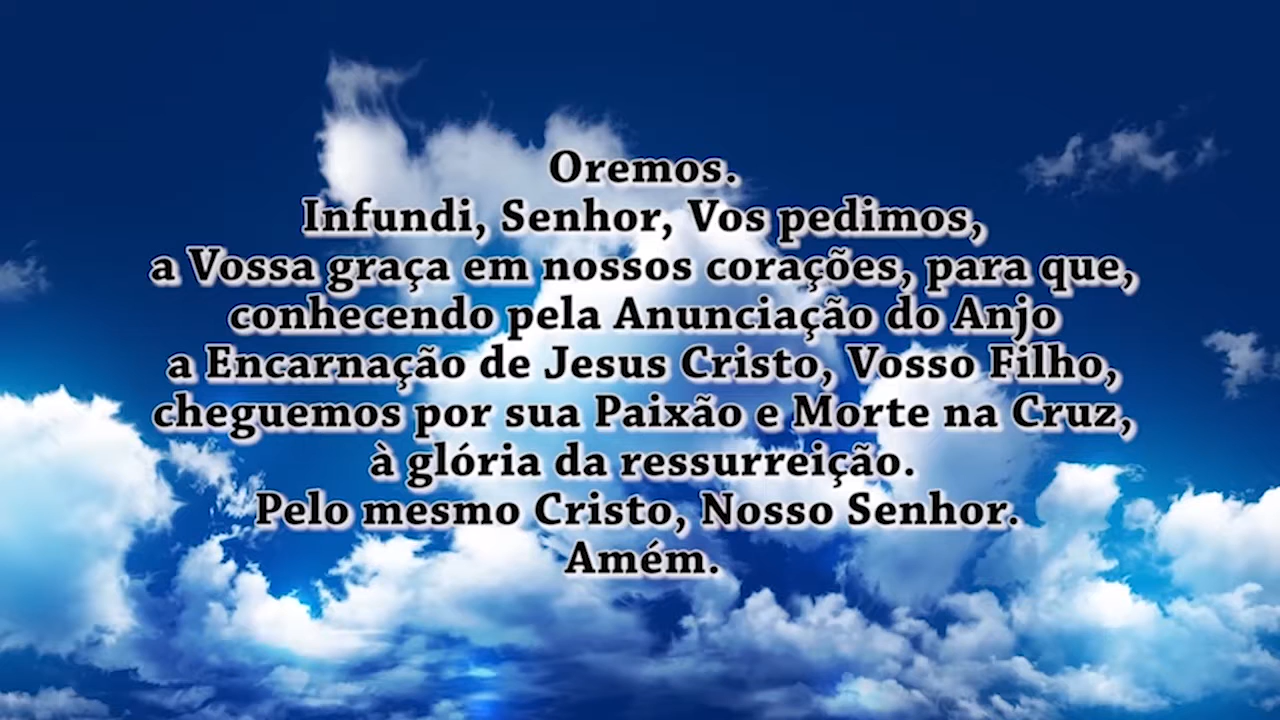 Oremos.
Infundi, Senhor, Vos pedimos,
a Vossa graça em nossos corações, para que,
conhecendo pela Anunciação do Anjo
a Encarnação de Jesus Cristo, Vosso Filho,
cheguemos por sua Paixão e Morte na Cruz,
à glória da ressurreição.
Pelo mesmo Cristo, Nosso Senhor.
Amém.